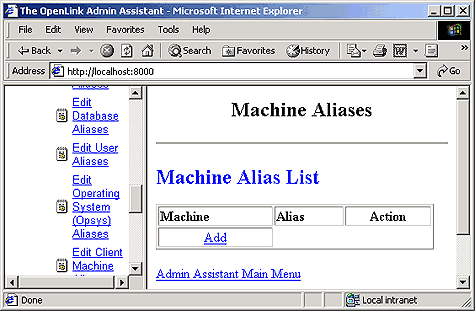 The OpenLink Admin Assistant - Microsoft Internet Explorer
File Edit View Favorites Tools Help
Back Search Favorites History
Address http://localhost:8000 Go
Aliases
Edit
Database
Aliases
Edit User
Aliases
Edit
Operating
System
(Opsys)
Aliases
Edit Client
Machine
Machine Aliases
Machine Alias List
Machine Alias Action
Add
Admin Assistant Main Menu
Done Local intranet